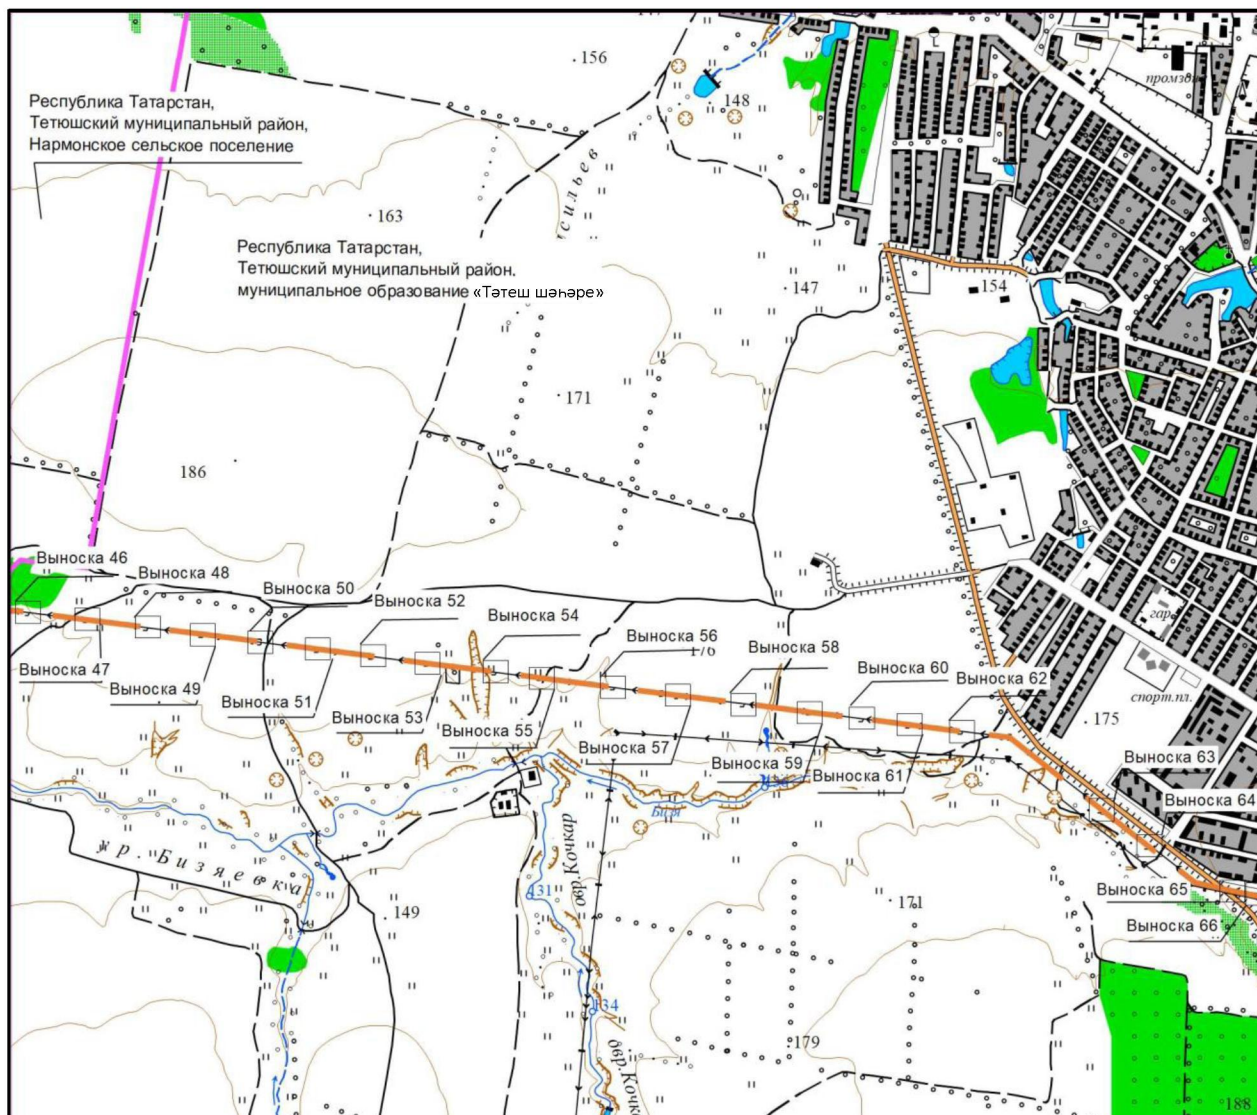 156
148
промзо
Республика Татарстан,
Тетюшский муниципальный район,
Нармонское сельское поселение
163
Республика Татарстан,
Тетюшский муниципальный район.
муниципальное образование «Тәтеш шәһәре»
147
154
171
186
Выноска 46
Выноска 48
Выноска 50
Выноска 52
Выноска 54
Выноска 56
176
Выноска 58
Выноска 60
Выноска 62
гар.
спорт.пл.
Выноска 47
Выноска 49
Выноска 51
Выноска 53
Выноска 55
Выноска 57
Выноска 59
Выноска 61
175
Выноска 63
Выноска 64
ур. Бизяевка
131
овр.Кочкар
149
171
Выноска 65
Выноска 66
134
179
188